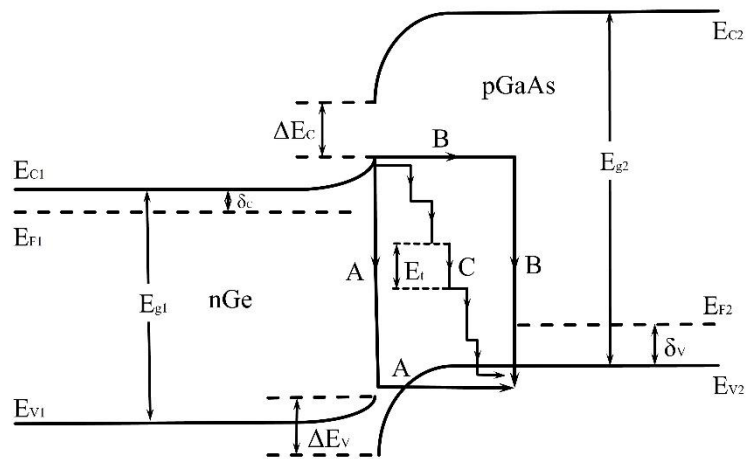 E_C2
pGaAs
ΔE_C
B
E_C1
δ_C
E_g2
E_F1
A
E_t
C
B
E_g1
nGe
E_F2
δ_V
A
E_V2
E_V1
ΔE_V